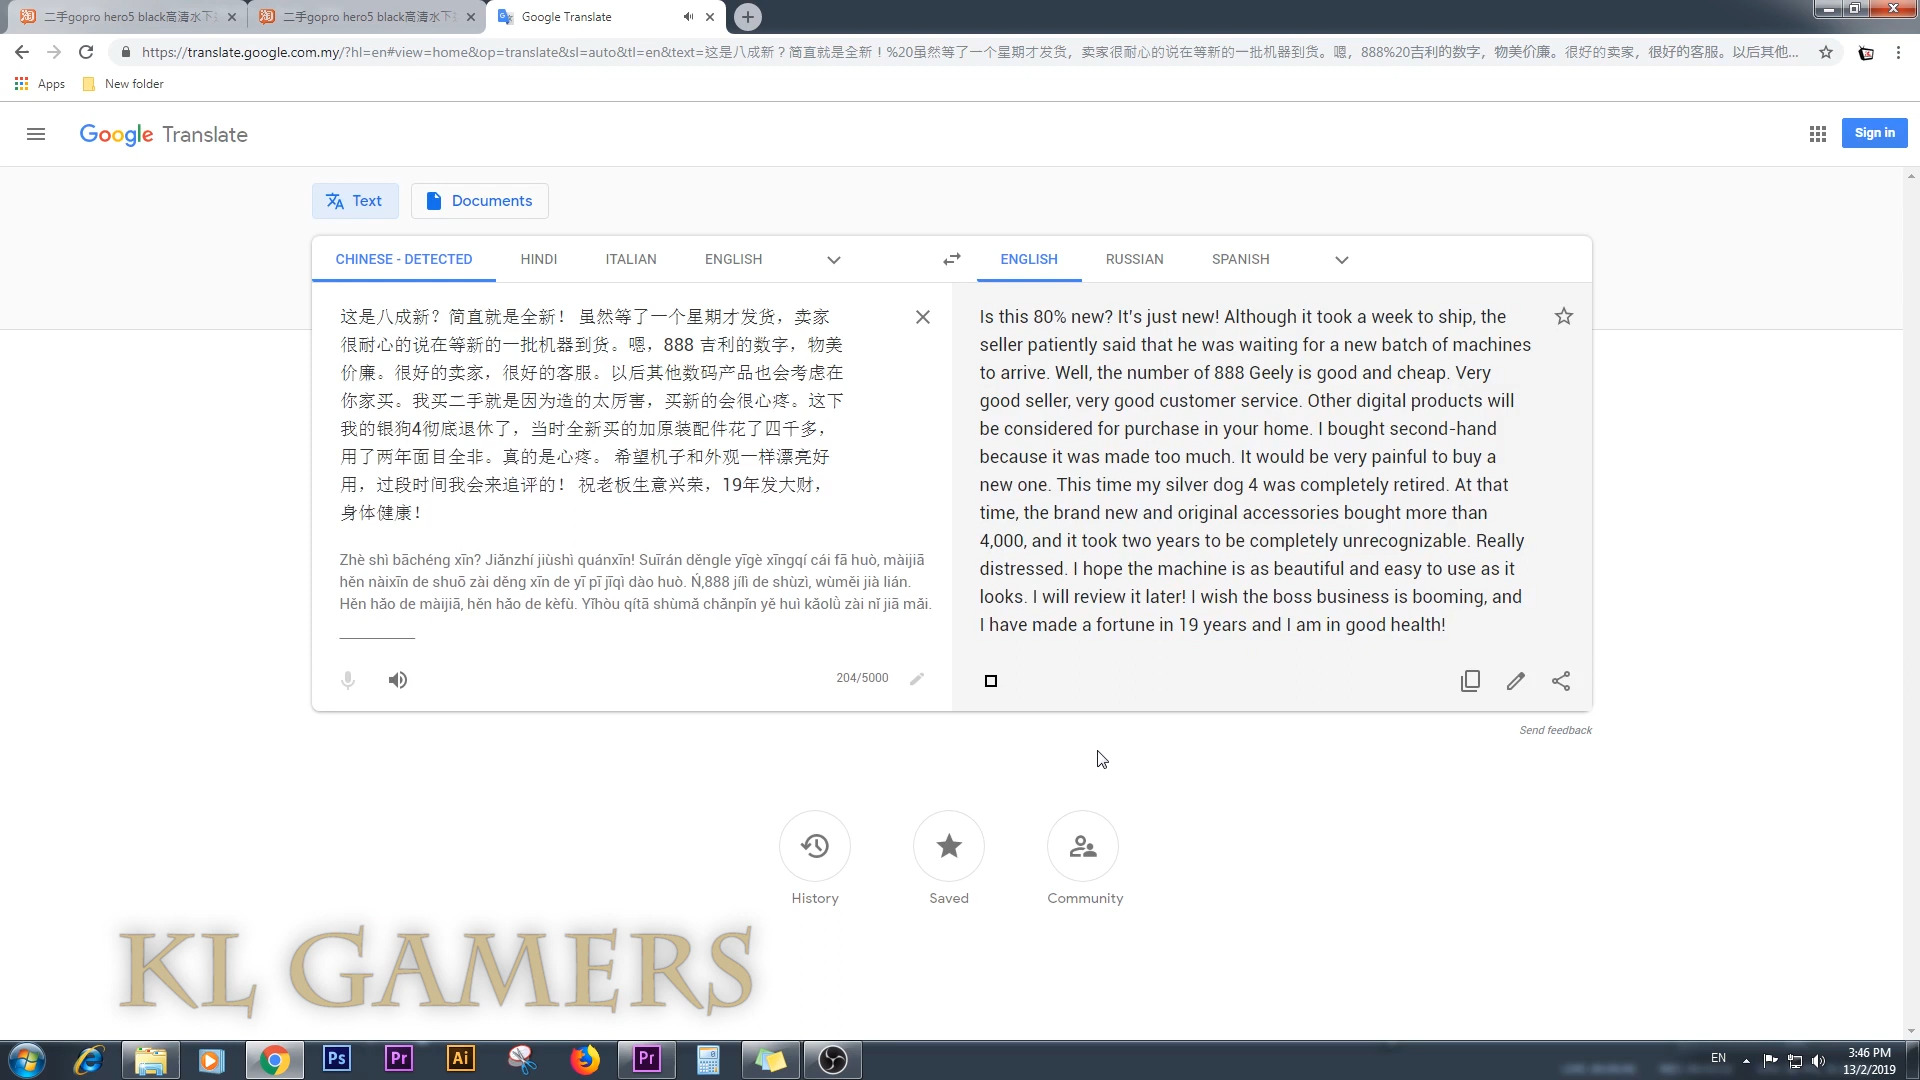 二手gopro hero5 black高清水下
二手gopro hero5 black高清水下
Google Translate
https://translate.google.com.my/?hl=en#view=home&op=translate&sl=auto&tl=en&text=这是八成新？简直就是全新！%20虽然等了一个星期才发货，卖家很耐心的说在等新的一批机器到货。嗯，888%20吉利的数字，物美价廉。很好的卖家，很好的客服。以后其他...
Apps
New folder
Google Translate
Sign in
Text
Documents
CHINESE - DETECTED
HINDI
ITALIAN
ENGLISH
ENGLISH
RUSSIAN
SPANISH
这是八成新？简直就是全新！ 虽然等了一个星期才发货，卖家
很耐心的说在等新的一批机器到货。嗯，888 吉利的数字，物美
价廉。很好的卖家，很好的客服。以后其他数码产品也会考虑在
你家买。我买二手就是因为造的太厉害，买新的会很心疼。这下
我的银狗4彻底退休了，当时全新买的加原装配件花了四千多，
用了两年面目全非。真的是心疼。 希望机子和外观一样漂亮好
用，过段时间我会来追评的！ 祝老板生意兴荣，19年发大财，
身体健康！
Zhè shì bāchéng xīn? Jiǎnzhí jiùshì quánxīn! Suīrán děngle yīgè xīngqí cái fā huò, màijiā
hěn nàixīn de shuō zài děng xīn de yī pī jīqì dào huò. Ń,888 jílì de shùzì, wùměi jià lián.
Hěn hǎo de màijiā, hěn hǎo de kèfù. Yǐhòu qítā shùmǎ chǎnpǐn yě huì kǎolǜ zài nǐ jiā mǎi.
204/5000
Is this 80% new? It's just new! Although it took a week to ship, the
seller patiently said that he was waiting for a new batch of machines
to arrive. Well, the number of 888 Geely is good and cheap. Very
good seller, very good customer service. Other digital products will
be considered for purchase in your home. I bought second-hand
because it was made too much. It would be very painful to buy a
new one. This time my silver dog 4 was completely retired. At that
time, the brand new and original accessories bought more than
4,000, and it took two years to be completely unrecognizable. Really
distressed. I hope the machine is as beautiful and easy to use as it
looks. I will review it later! I wish the boss business is booming, and
I have made a fortune in 19 years and I am in good health!
Send feedback
History
Saved
Community
KL GAMERS
Ps
Pr
Ai
Pr
EN
3:46 PM
13/2/2019